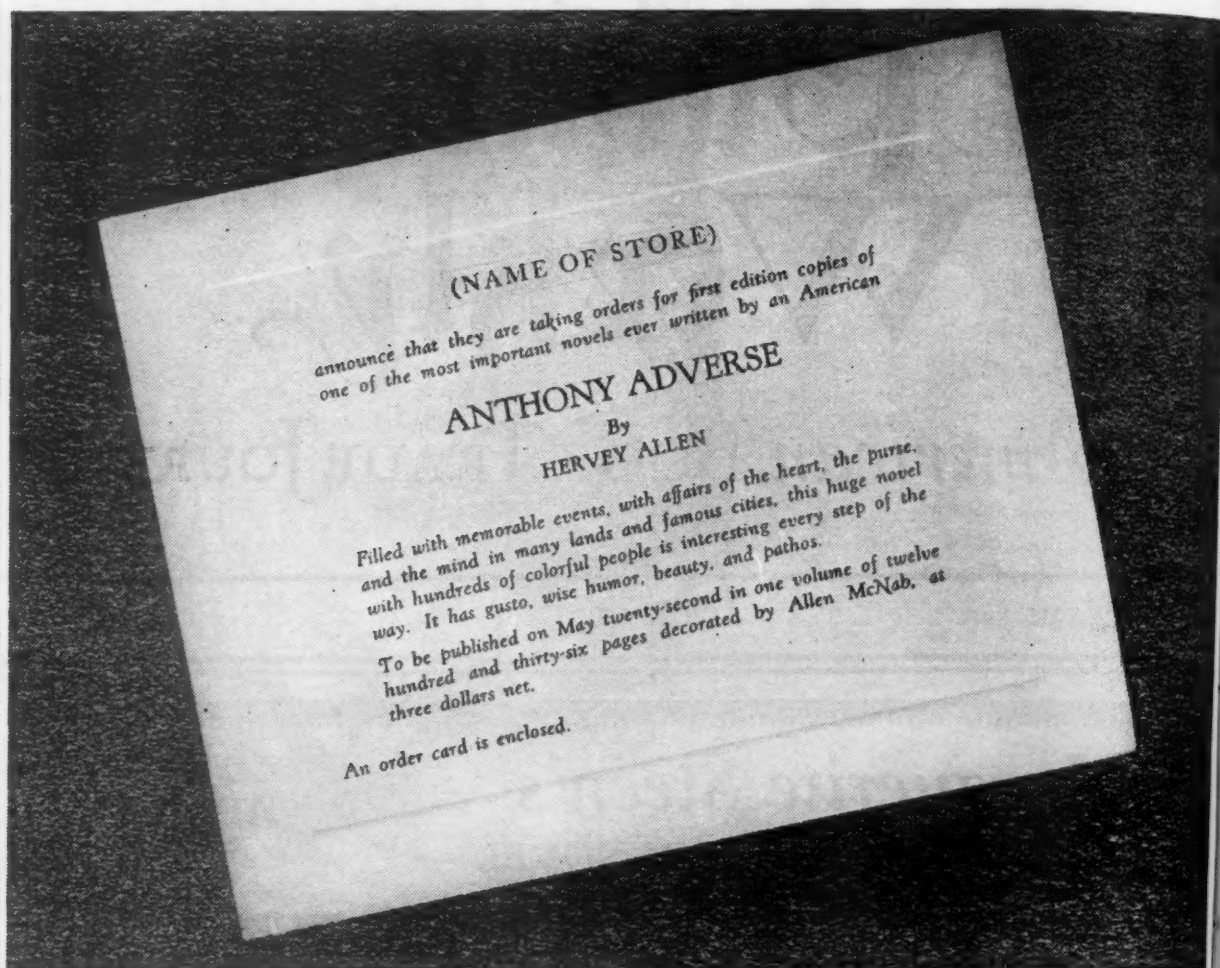 (NAME OF STORE)
announce that they are taking orders for first edition copies of
one of the most important novels ever written by an American
ANTHONY ADVERSE
By
HERVEY ALLEN
Filled with memorable events, with affairs of the heart, the purse,
and the mind in many lands and famous cities, this huge novel
with hundreds of colorful people is interesting every step of the
way. It has gusto, wise humor, beauty, and pathos.
To be published on May twenty-second in one volume of twelve
hundred and thirty-six pages decorated by Allen McNab, at
three dollars net.
An order card is enclosed.